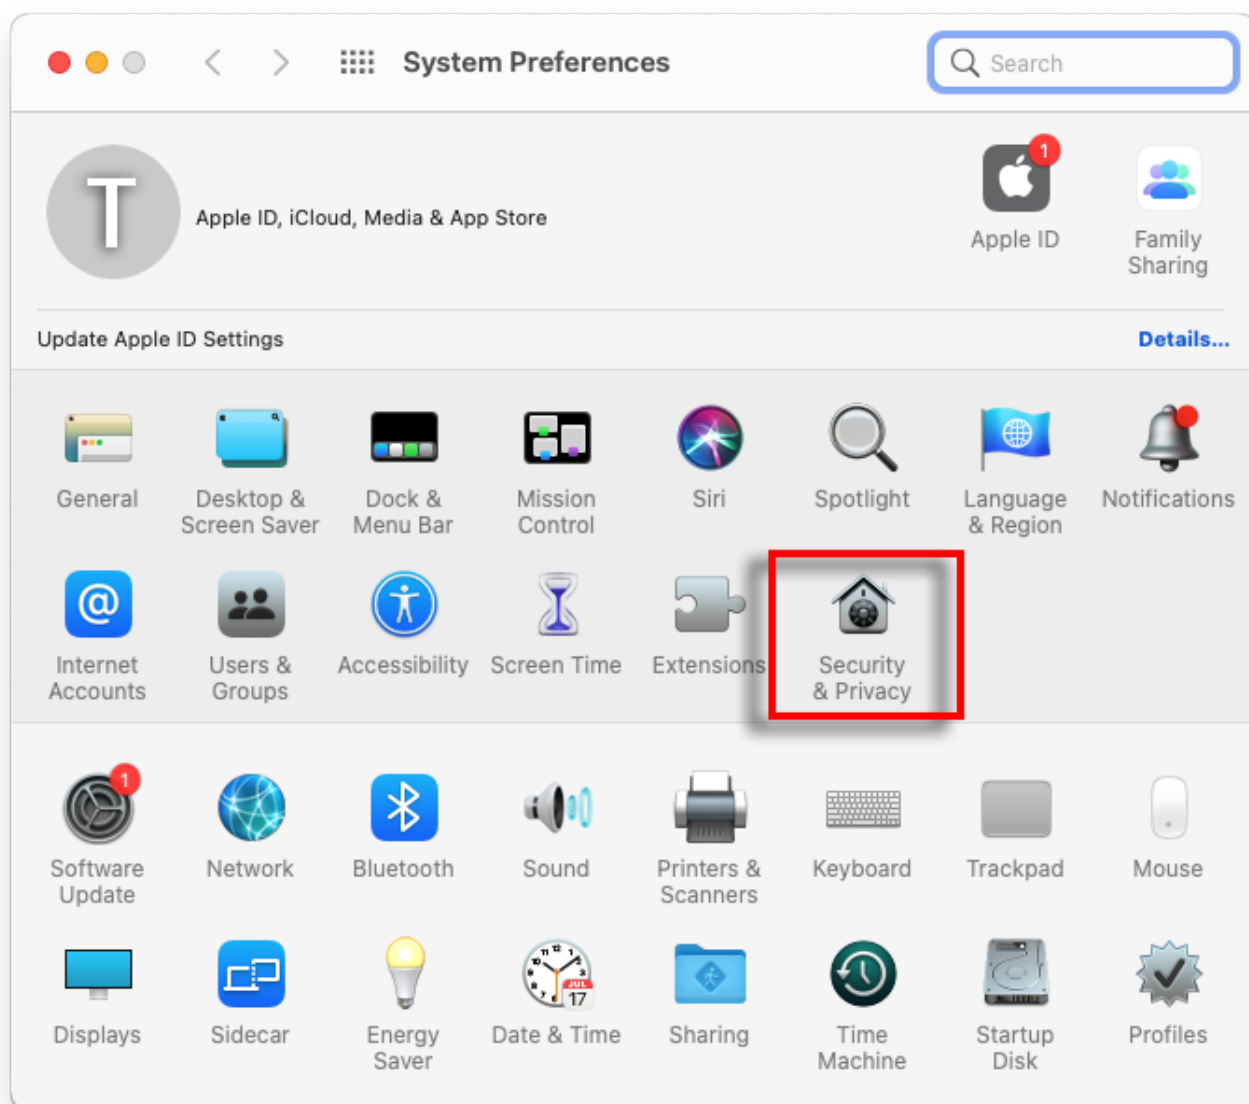 System Preferences
Search
T
Apple ID, iCloud, Media & App Store
1
Apple ID
Family
Sharing
Update Apple ID Settings
Details...
General
Desktop &
Screen Saver
Dock &
Menu Bar
Mission
Control
Siri
Spotlight
Language
& Region
Notifications
@
Internet
Accounts
Users &
Groups
Accessibility
Screen Time
Extensions
Security
& Privacy
1
Software
Update
Network
Bluetooth
Sound
Printers &
Scanners
Keyboard
Trackpad
Mouse
Displays
Sidecar
Energy
Saver
JUL
17
Date & Time
Sharing
Time
Machine
Startup
Disk
Profiles